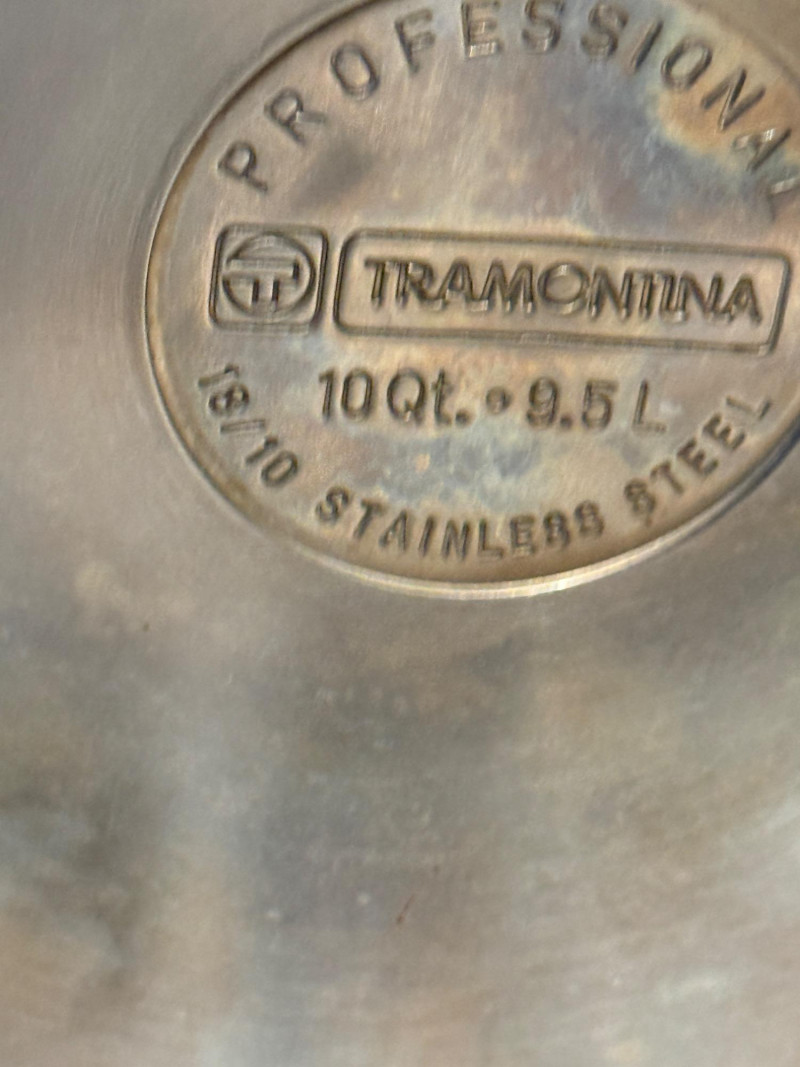 PROFESSIONAL
TRAMONTINA
10 Qt. • 9.5 L
18/10 STAINLESS STEEL